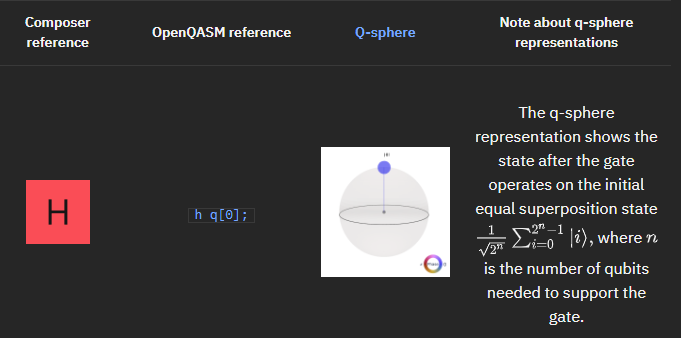 Composer reference
OpenQASM reference
Q-sphere
Note about q-sphere representations
H
h q[0];
The q-sphere
representation shows the
state after the gate
operates on the initial
equal superposition state
$\frac{1}{\sqrt{2^n}} \sum_{i=0}^{2^n-1} |i\rangle$, where $n$
is the number of qubits
needed to support the
gate.